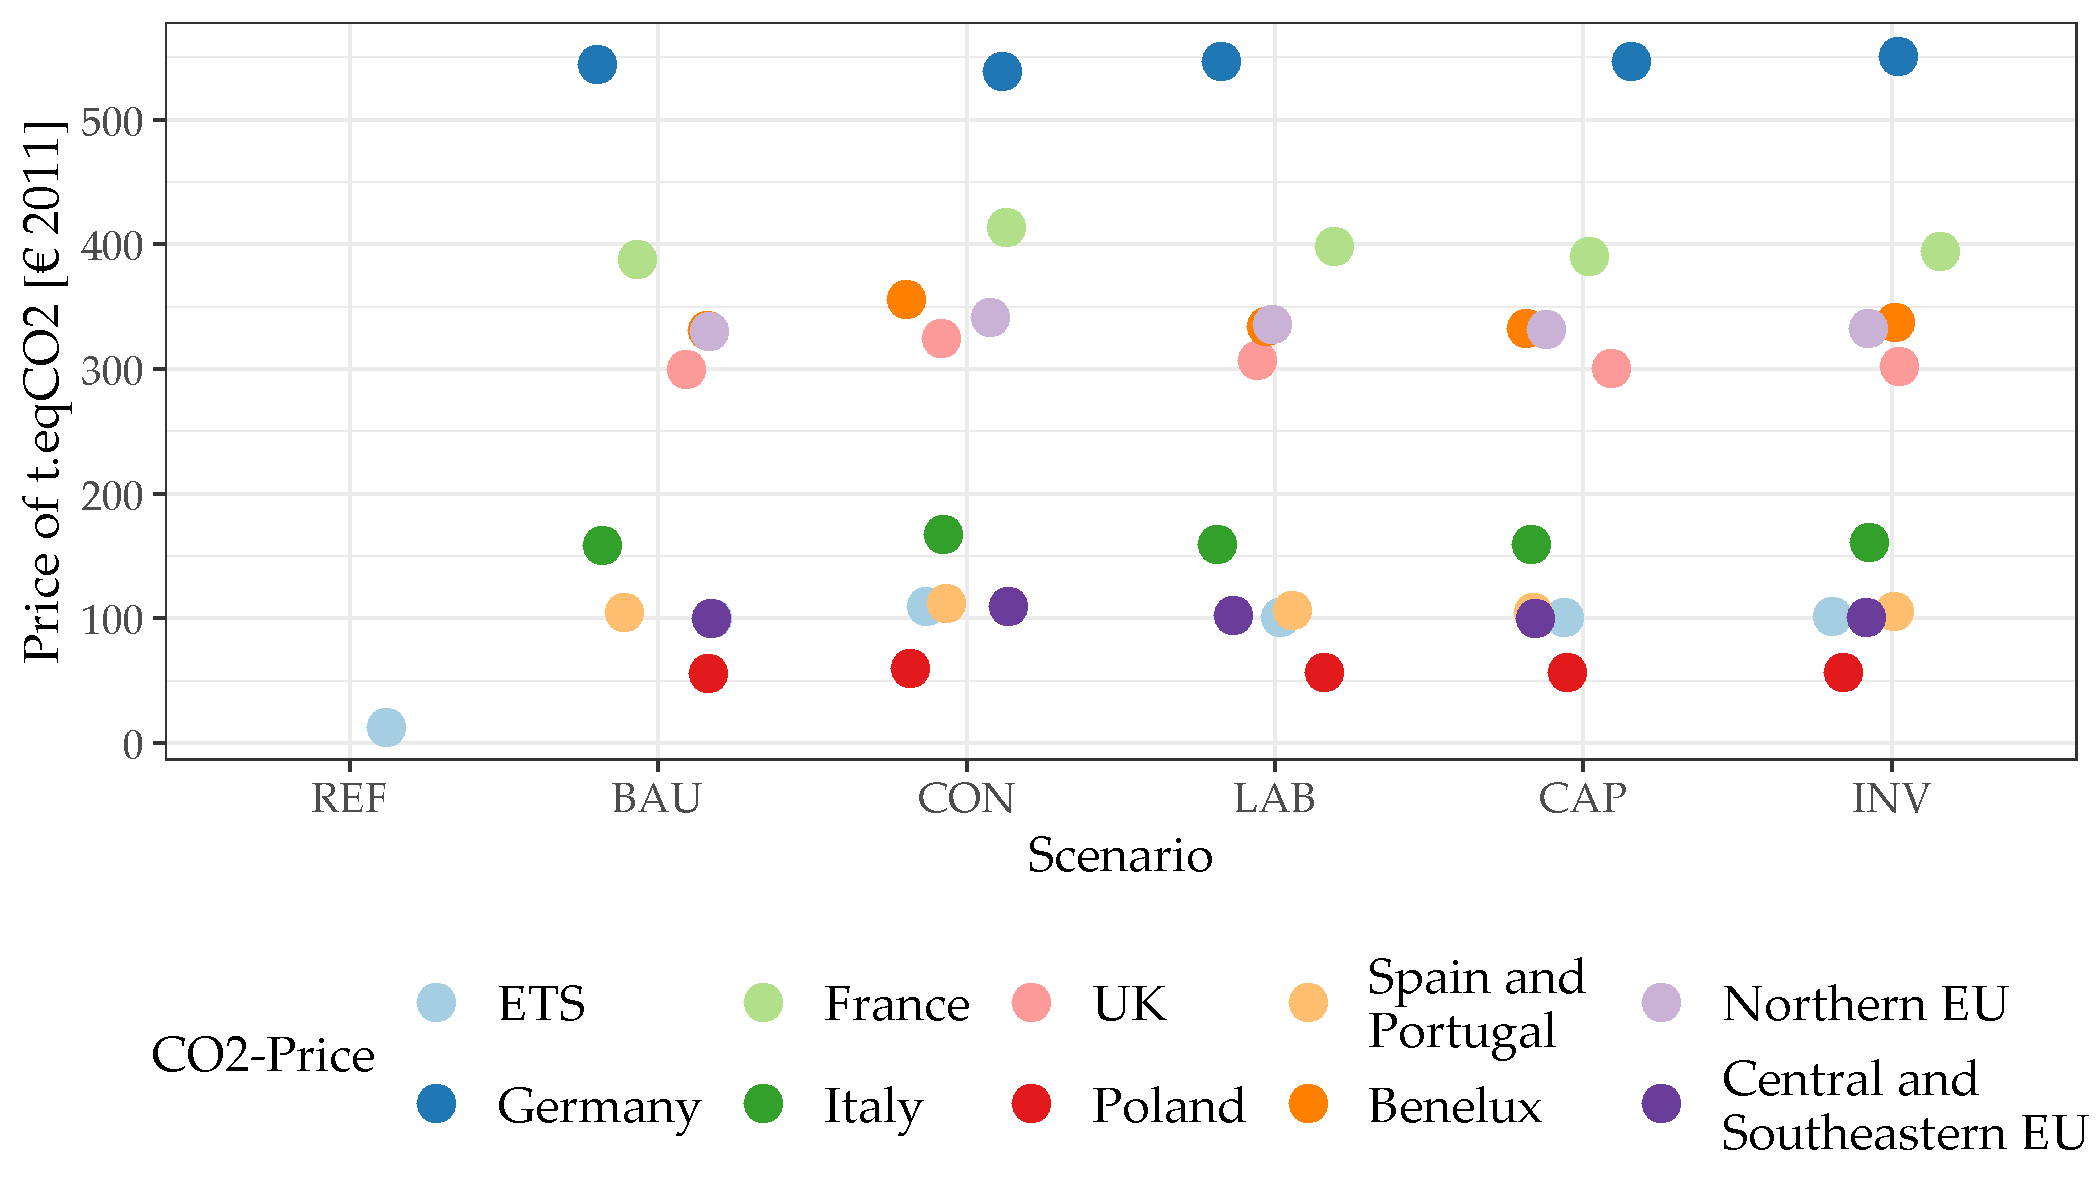 Price of t.eqCO2 [€ 2011]
500
400
300
200
100
0
REF BAU CON LAB CAP INV
Scenario
CO2-Price
ETS
Germany
France
Italy
UK
Poland
Spain and
Portugal
Benelux
Northern EU
Central and
Southeastern EU